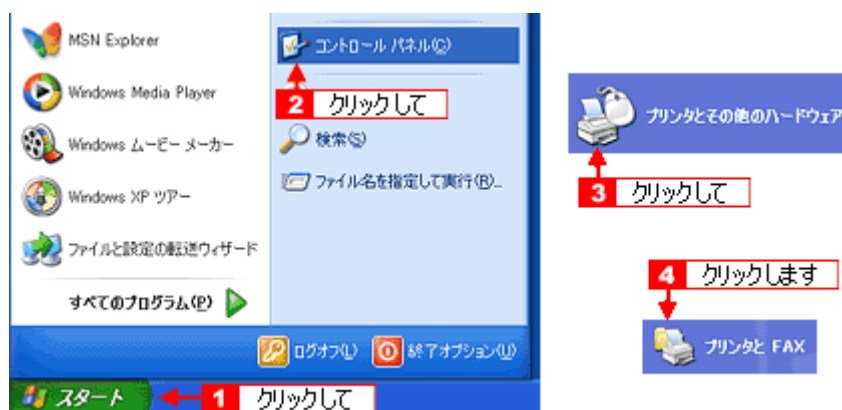 MSN Explorer
Windows Media Player
Windows ムービー メーカー
Windows XP ツアー
ファイルと設定の転送ウィザード
すべてのプログラム(P)
コントロール パネル(C)
2 クリックして
検索(S)
ファイル名を指定して実行(R)...
ログオフ(L)
終了オプション(U)
スタート
1 クリックして
プリンタとその他のハードウェア
3 クリックして
4 クリックします
プリンタと FAX